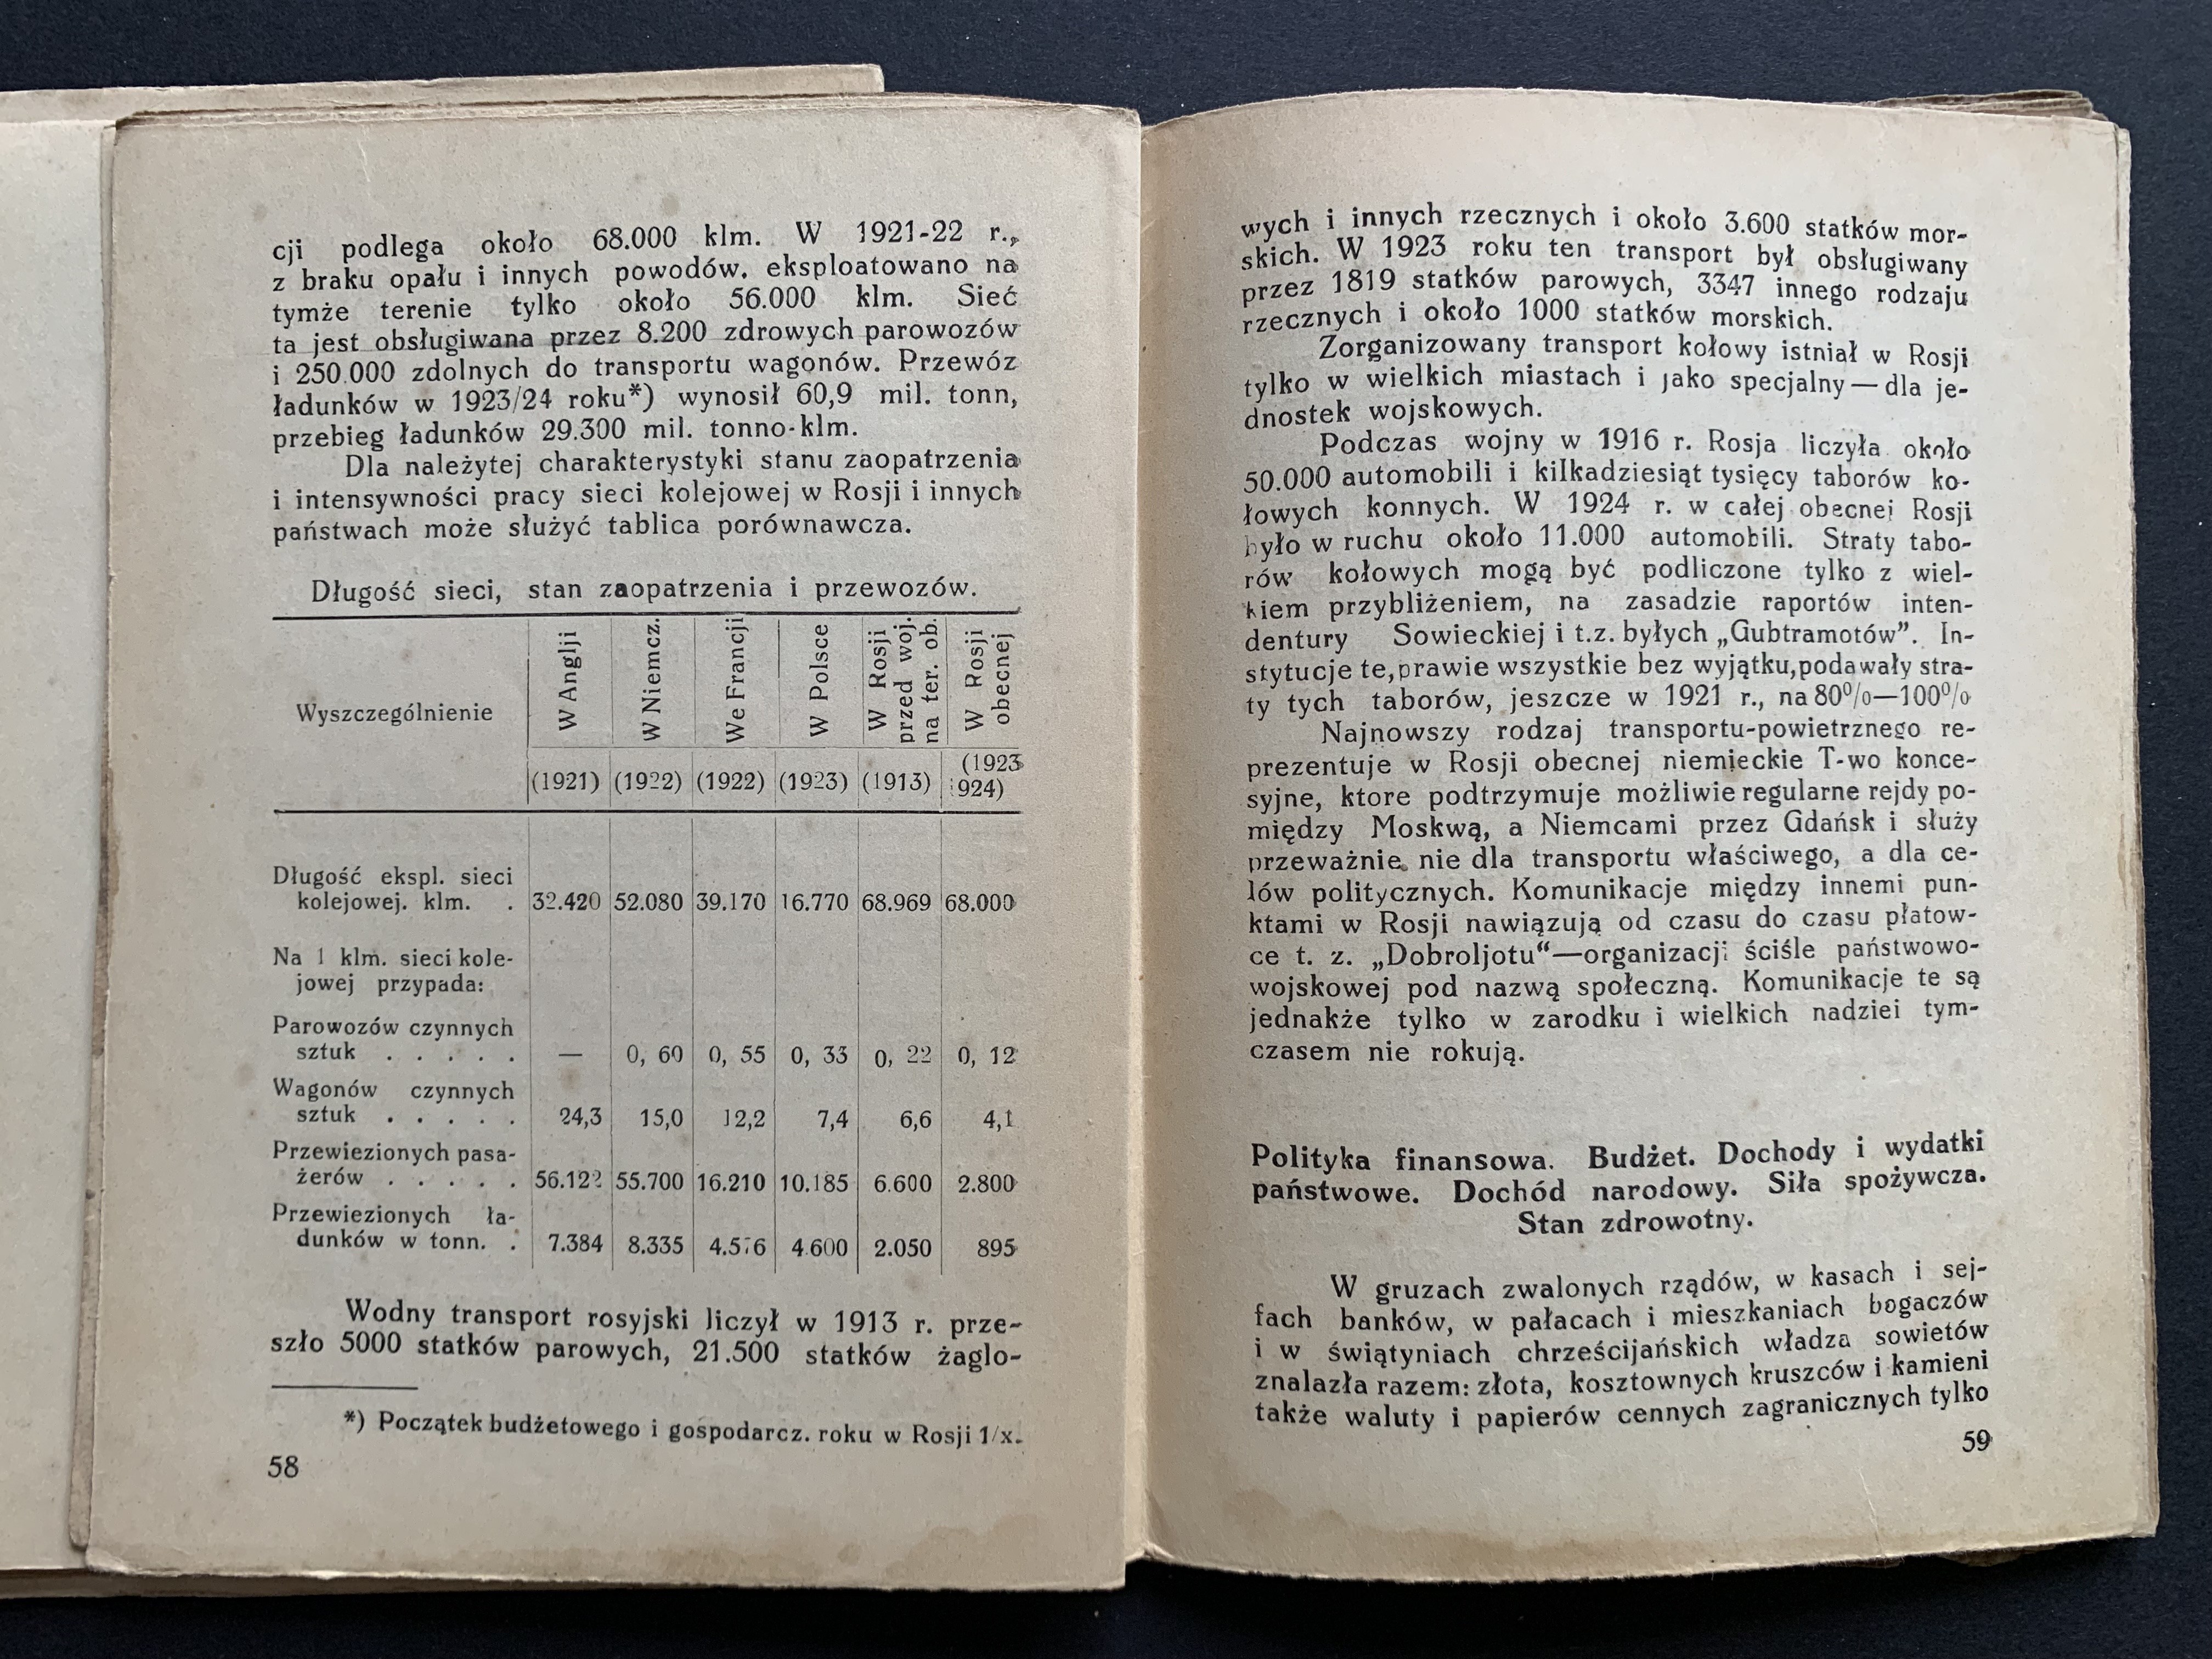 cji podlega około 68.000 klm. W 1921-22 r.,
z braku opału i innych powodów, eksploatowano na
tymże terenie tylko około 56.000 klm. Sieć
ta jest obsługiwana przez 8.200 zdrowych parowozów
i 250.000 zdolnych do transportu wagonów. Przewóz
ładunków w 1923/24 roku*) wynosił 60,9 mil. tonn,
przebieg ładunków 29.300 mil. tonno-klm.
Dla należytej charakterystyki stanu zaopatrzenia
i intensywności pracy sieci kolejowej w Rosji i innych
państwach może służyć tablica porównawcza.
Długość sieci, stan zaopatrzenia i przewozów.
Wyszczególnienie W Anglji W Niemcz. We Francji W Polsce W Rosji przed woj. na ter. ob. W Rosji obecnej
(1921) (1922) (1922) (1923) (1913) (1923
1924)
Długość ekspl. sieci
kolejowej. klm. . 32.420 52.080 39.170 16.770 68.969 68.000
Na 1 klm. sieci kole-
jowej przypada:
Parowozów czynnych
sztuk . . . . . — 0, 60 0, 55 0, 33 0, 22 0, 12
Wagonów czynnych
sztuk . . . . . 24,3 15,0 12,2 7,4 6,6 4,1
Przewiezionych pasa-
żerów . . . . . 56.122 55.700 16.210 10.185 6.600 2.800
Przewiezionych ła-
dunków w tonn. . 7.384 8.335 4.600 2.050 895
Wodny transport rosyjski liczył w 1913 r. prze-
szło 5000 statków parowych, 21.500 statków żaglo-
*) Początek budżetowego i gospodarcz. roku w Rosji 1/x.
58
wych i innych rzecznych i około 3.600 statków mor-
skich. W 1923 roku ten transport był obsługiwany
przez 1819 statków parowych, 3347 innego rodzaju
rzecznych i około 1000 statków morskich.
Zorganizowany transport kołowy istniał w Rosji
tylko w wielkich miastach i jako specjalny — dla je-
dnostek wojskowych.
Podczas wojny w 1916 r. Rosja liczyła około
50.000 automobili i kilkadziesiąt tysięcy taborów ko-
łowych konnych. W 1924 r. w całej obecnej Rosji
było w ruchu około 11.000 automobili. Straty tabo-
rów kołowych mogą być podliczone tylko z wiel-
kiem przybliżeniem, na zasadzie raportów inten-
dentury Sowieckiej i t.z. byłych „Gubtramotów”. In-
stytucje te, prawie wszystkie bez wyjątku, podawały stra-
ty tych taborów, jeszcze w 1921 r., na 80%—100%
Najnowszy rodzaj transportu-powietrznego re-
prezentuje w Rosji obecnej niemieckie T-wo konce-
syjne, ktore podtrzymuje możliwie regularne rejdy po-
między Moskwą, a Niemcami przez Gdańsk i służy
przeważnie nie dla transportu właściwego, a dla ce-
lów politycznych. Komunikacje między innemi pun-
ktami w Rosji nawiązują od czasu do czasu płatow-
ce t. z. „Dobroljotu“—organizacji ściśle państwowo-
wojskowej pod nazwą społeczną. Komunikacje te są
jednakże tylko w zarodku i wielkich nadziei tym-
czasem nie rokują.
Polityka finansowa. Budżet. Dochody i wydatki
państwowe. Dochód narodowy. Siła spożywcza.
Stan zdrowotny.
W gruzach zwalonych rządów, w kasach i sej-
fach banków, w pałacach i mieszkaniach bogaczów
i w świątyniach chrześcijańskich władza sowietów
znalazła razem: złota, kosztownych kruszców i kamieni
także waluty i papierów cennych zagranicznych tylko
59